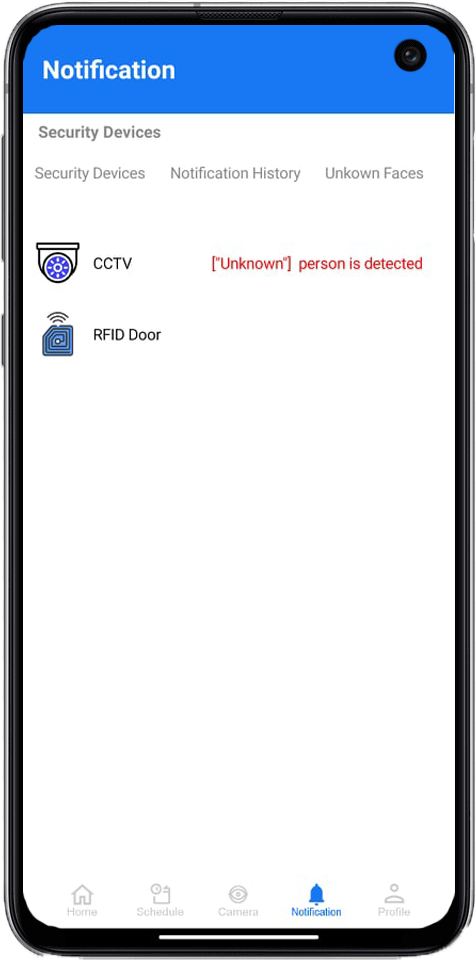 Notification
Security Devices
Security Devices Notification History Unkown Faces
CCTV ["Unknown"] person is detected
RFID Door
Home Schedule Camera Notification Profile